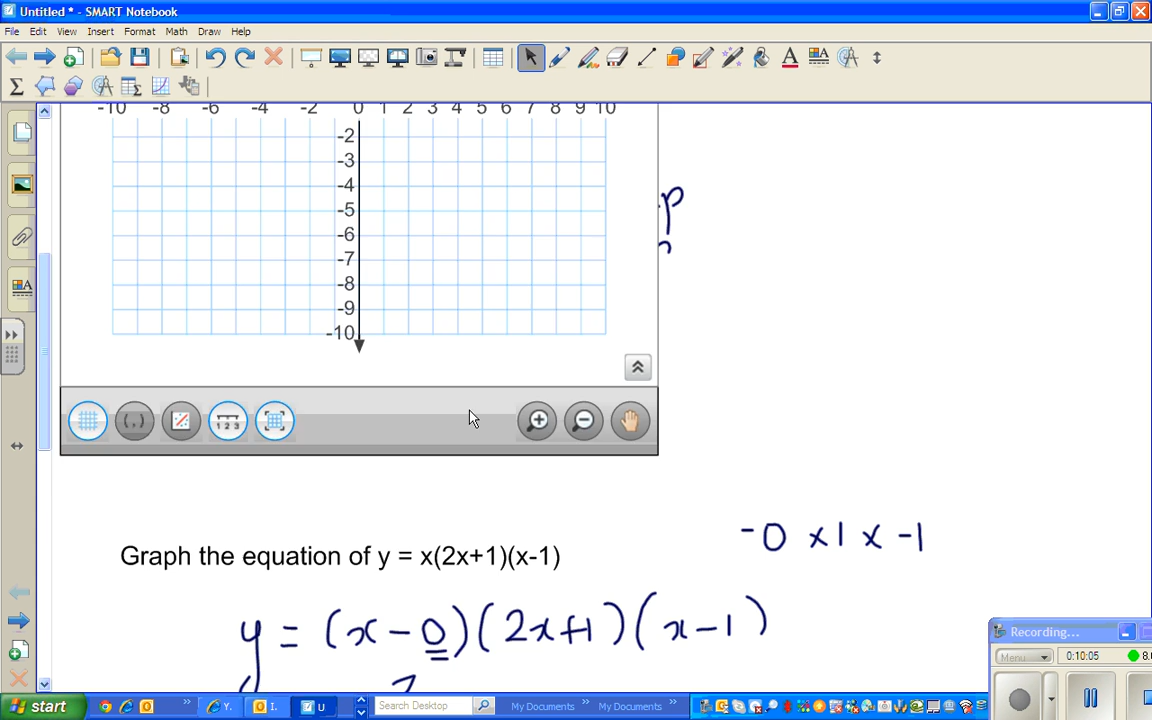 Untitled * - SMART Notebook
File Edit View Insert Format Math Draw Help
-10 -8 -6 -4 -2 0 1 2 3 4 5 6 7 8 9 10
-2
-3
-4
-5
-6
-7
-8
-9
-10
p
-0 x1 x -1
Graph the equation of y = x(2x+1)(x-1)
y = (x - 0)(2x+1)(x-1)
Recording...
Menu 0:10:05 8.
start Y. I. U Search Desktop My Documents » My Documents »